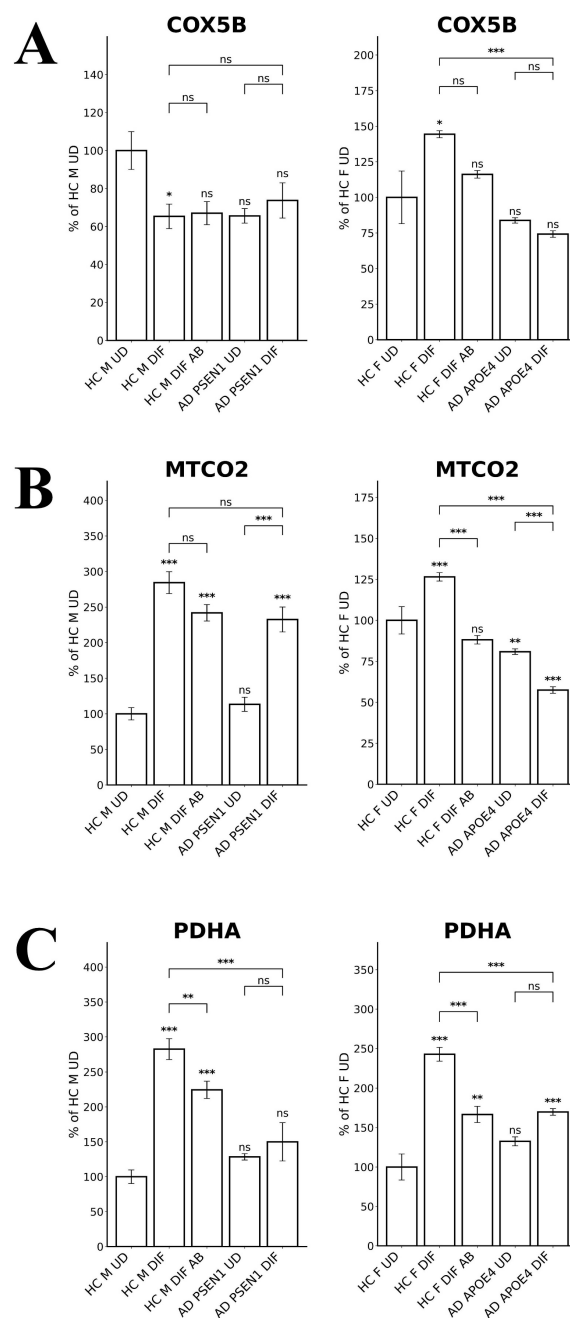 A
COX5B
% of HC M UD
140
120
100
80
60
40
20
0
ns
ns
ns
*
ns
ns
ns
HC M UD
HC M DIF
HC M DIF AB
AD PSEN1 UD
AD PSEN1 DIF
COX5B
% of HC F UD
200
175
150
125
100
75
50
25
0
***
ns
ns
*
ns
ns
ns
HC F UD
HC F DIF
HC F DIF AB
AD APOE4 UD
AD APOE4 DIF
B
MTCO2
% of HC M UD
400
350
300
250
200
150
100
50
0
ns
***
ns
***
***
ns
***
HC M UD
HC M DIF
HC M DIF AB
AD PSEN1 UD
AD PSEN1 DIF
MTCO2
% of HC F UD
175
150
125
100
75
50
25
0
***
***
***
***
ns
**
***
HC F UD
HC F DIF
HC F DIF AB
AD APOE4 UD
AD APOE4 DIF
C
PDHA
% of HC M UD
400
350
300
250
200
150
100
50
0
***
ns
**
***
***
ns
ns
HC M UD
HC M DIF
HC M DIF AB
AD PSEN1 UD
AD PSEN1 DIF
PDHA
% of HC F UD
350
300
250
200
150
100
50
0
***
ns
***
***
**
ns
***
HC F UD
HC F DIF
HC F DIF AB
AD APOE4 UD
AD APOE4 DIF